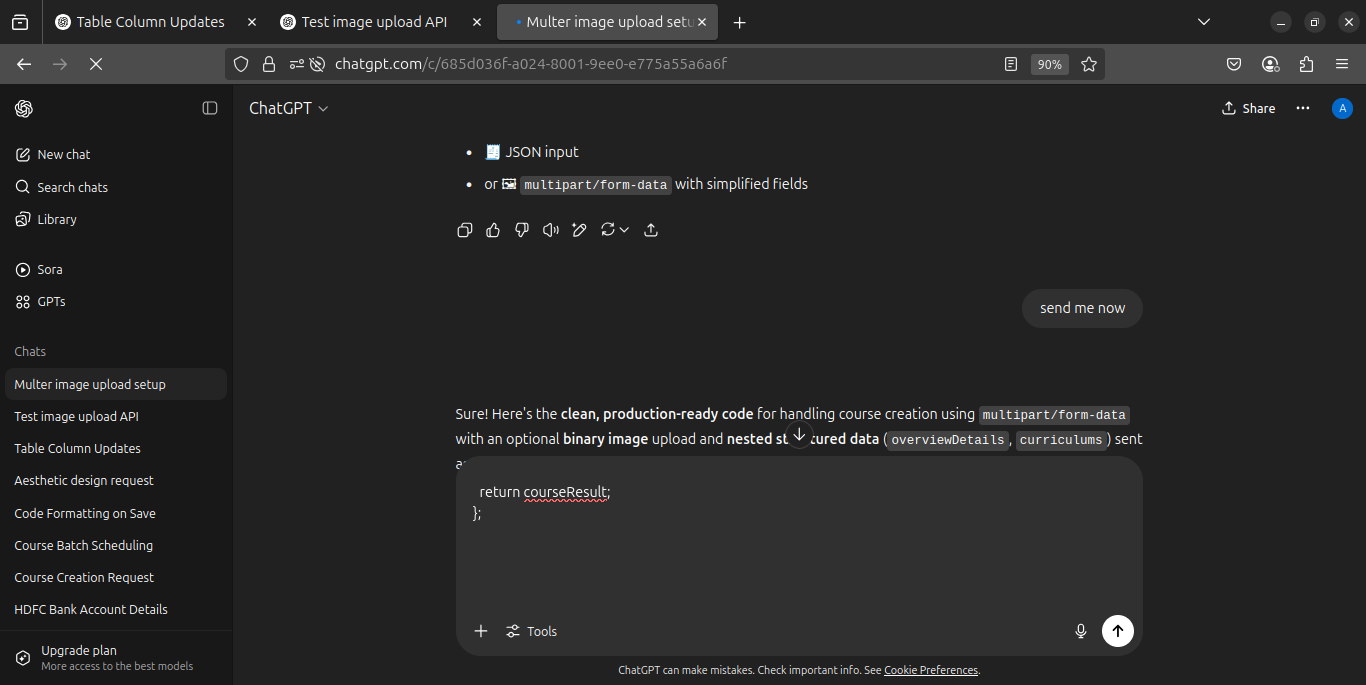 Table Column Updates
Test image upload API
Multer image upload setu
chatgpt.com/c/685d036f-a024-8001-9ee0-e775a55a6a6f
90%
ChatGPT
Share
A
New chat
Search chats
Library
Sora
GPTs
Chats
Multer image upload setup
Test image upload API
Table Column Updates
Aesthetic design request
Code Formatting on Save
Course Batch Scheduling
Course Creation Request
HDFC Bank Account Details
Upgrade plan
More access to the best models
JSON input
or multipart/form-data with simplified fields
send me now
Sure! Here's the clean, production-ready code for handling course creation using multipart/form-data
with an optional binary image upload and nested st tured data (overviewDetails, curriculums) sent
return courseResult;
};
Tools
ChatGPT can make mistakes. Check important info. See Cookie Preferences.